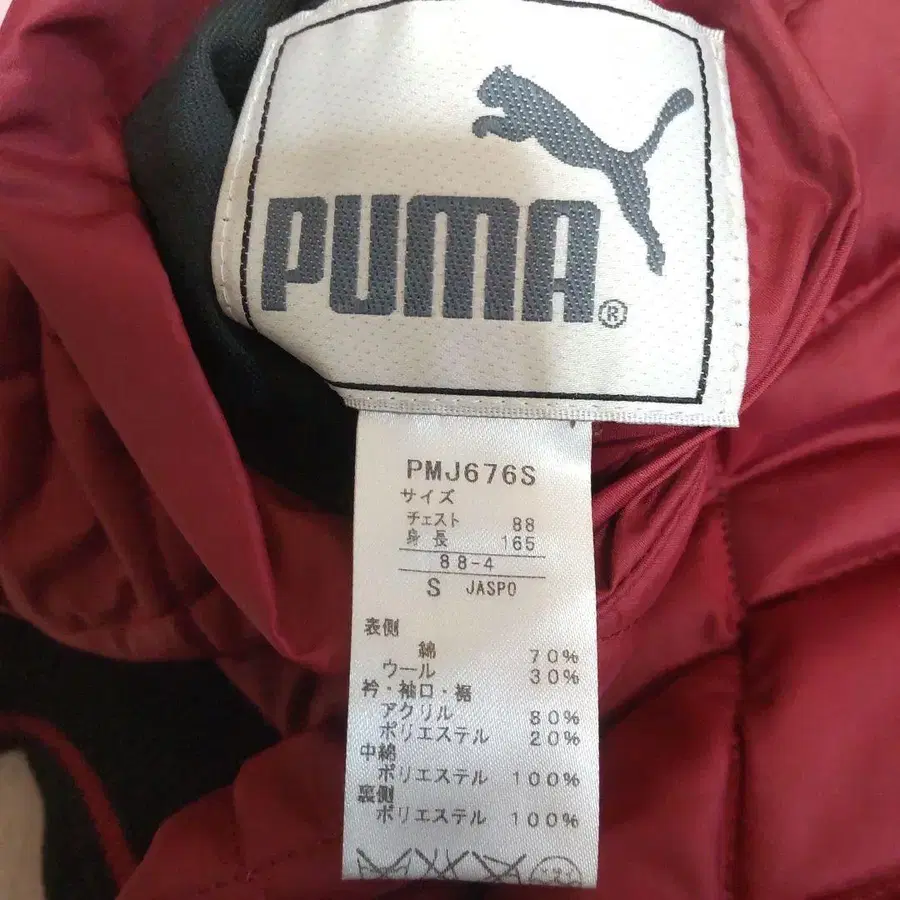 PUMA®
PMJ676S
サイズ
チェスト 88
身長 165
88-4
S JASPO
表側
綿 70%
ウール 30%
衿・袖口・裾
アクリル 80%
ポリエステル 20%
中綿
ポリエステル 100%
裏側
ポリエステル 100%